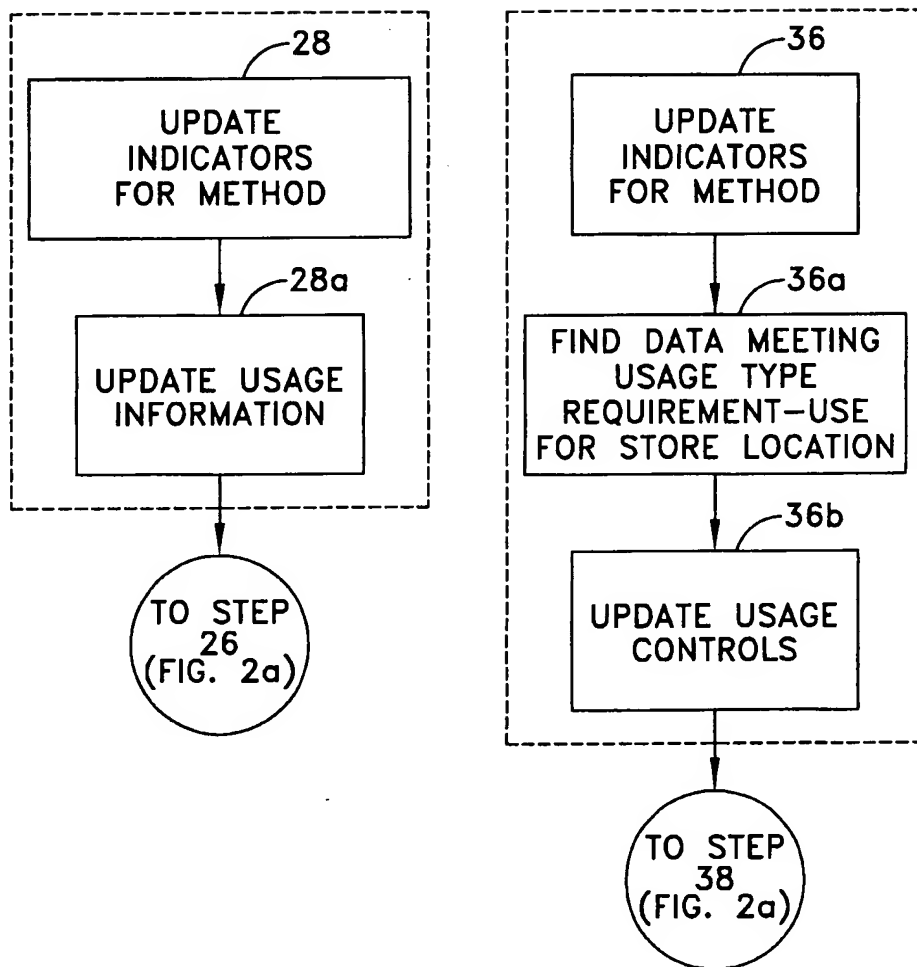 28
UPDATE
INDICATORS
FOR METHOD
28a
UPDATE USAGE
INFORMATION
TO STEP
26
(FIG. 2a)
36
UPDATE
INDICATORS
FOR METHOD
36a
FIND DATA MEETING
USAGE TYPE
REQUIREMENT-USE
FOR STORE LOCATION
36b
UPDATE USAGE
CONTROLS
TO STEP
38
(FIG. 2a)